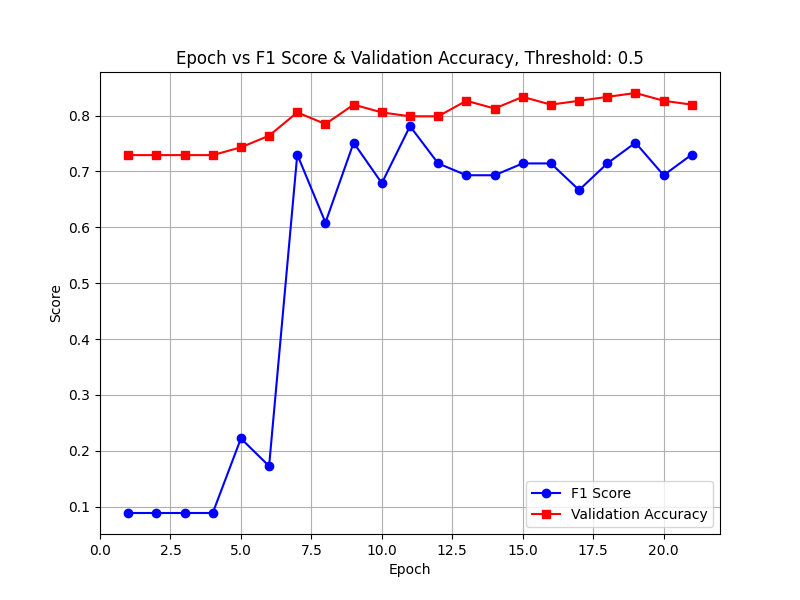 Epoch vs F1 Score & Validation Accuracy, Threshold: 0.5
Score
0.8
0.7
0.6
0.5
0.4
0.3
0.2
0.1
0.0 2.5 5.0 7.5 10.0 12.5 15.0 17.5 20.0
Epoch
F1 Score
Validation Accuracy